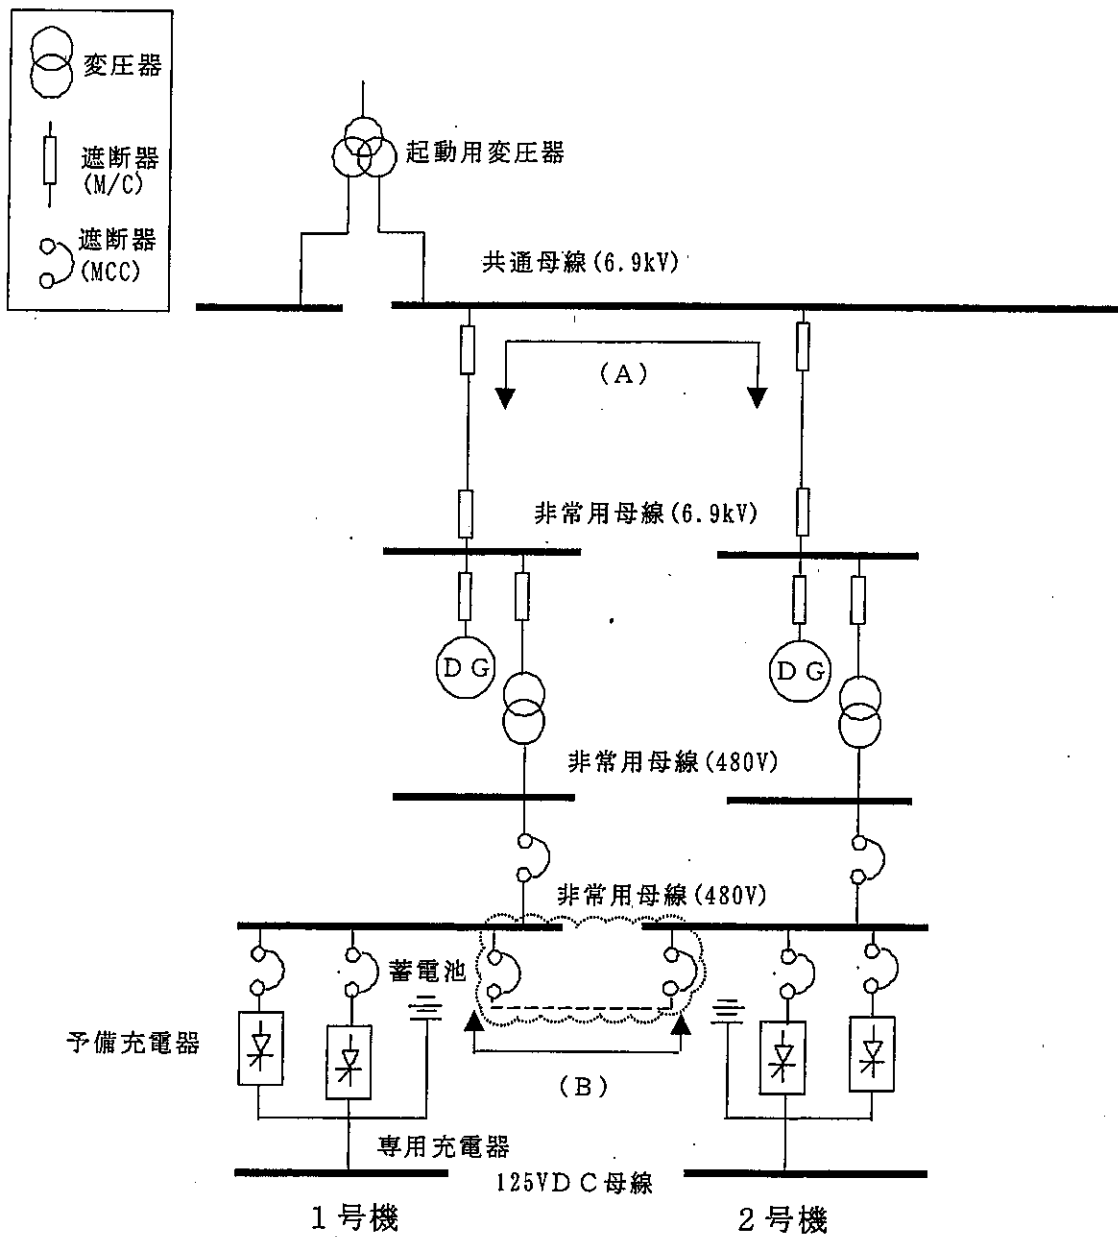 変圧器
遮断器
(M/C)
遮断器
(MCC)
起動用変圧器
共通母線(6.9kV)
(A)
非常用母線(6.9kV)
DG
DG
非常用母線(480V)
非常用母線(480V)
蓄電池
予備充電器
(B)
専用充電器
125VDC母線
1号機
2号機